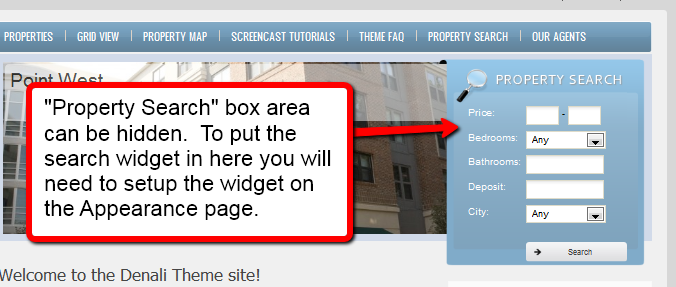 PROPERTIES GRID VIEW PROPERTY MAP SCREENCAST TUTORIALS THEME FAQ PROPERTY SEARCH OUR AGENTS
Point West
"Property Search" box area
can be hidden. To put the
search widget in here you will
need to setup the widget on
the Appearance page.
PROPERTY SEARCH
Price: -
Bedrooms: Any
Bathrooms:
Deposit:
City: Any
Search
Welcome to the Denali Theme site!